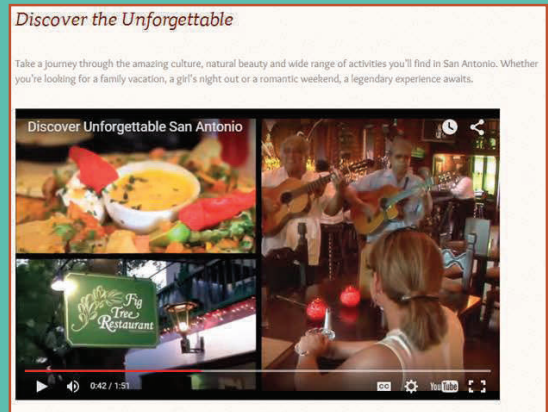 Discover the Unforgettable
Take a journey through the amazing culture, natural beauty and wide range of activities you'll find in San Antonio. Whether
you're looking for a family vacation, a girl's night out or a romantic weekend, a legendary experience awaits.
Discover Unforgettable San Antonio
Fig
Tree
Restaurant
0:42 / 1:51
CC
YouTube